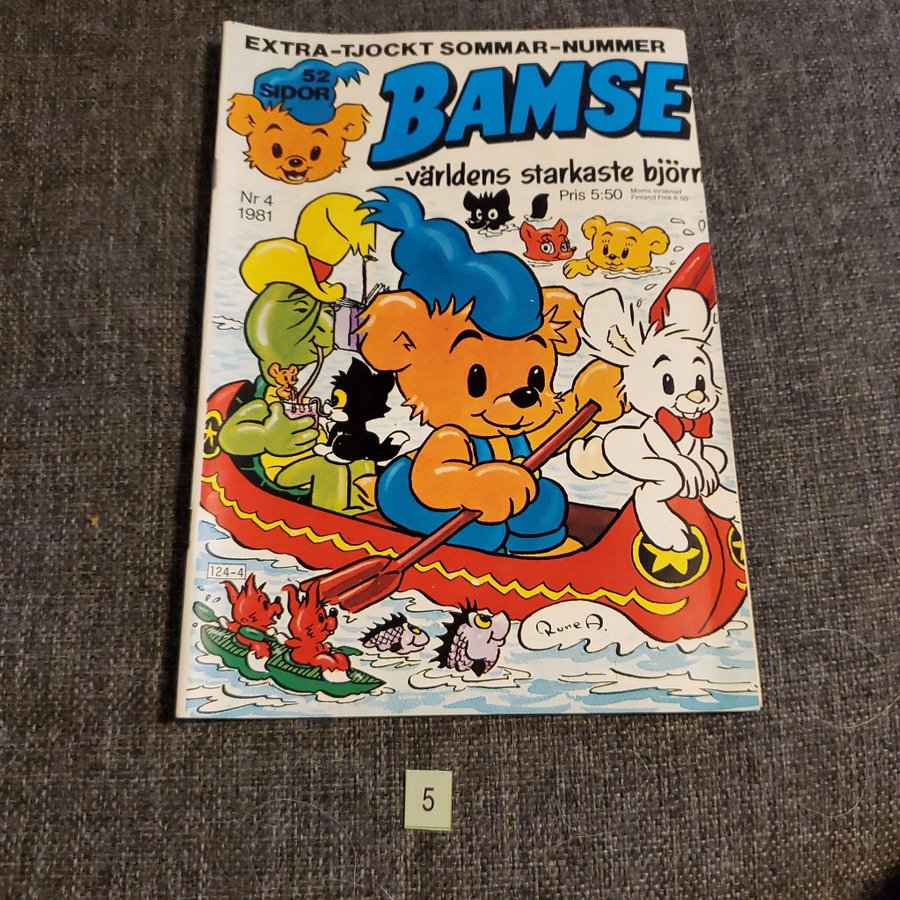 EXTRA-TJOCKT SOMMAR-NUMMER
52
SIDOR
BAMSE
-världens starkaste björn
Nr 4
1981
Pris 5:50
Moms inräknad
Finland Fmk 6:50
124-4
Rune A.
5